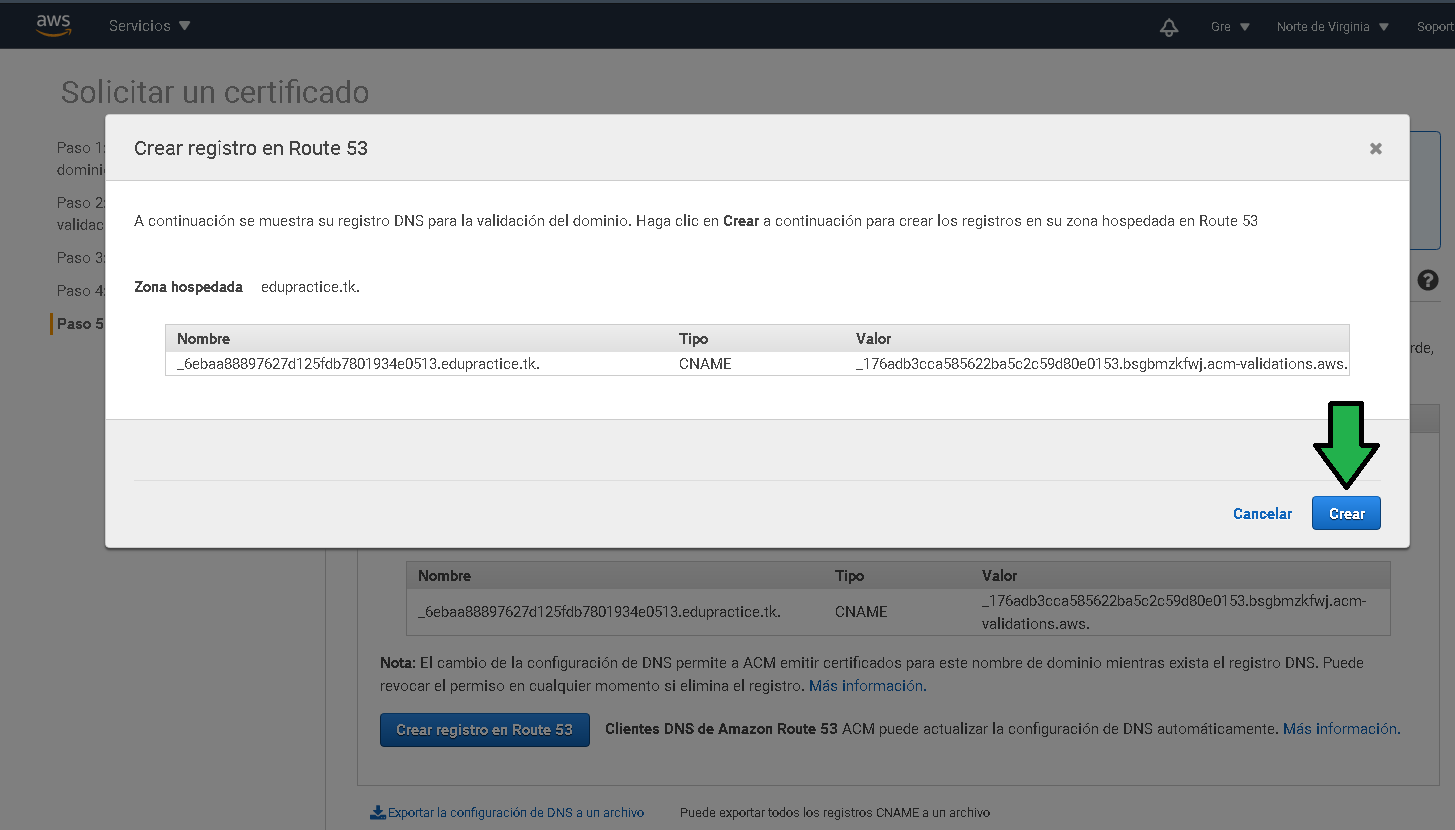 aws
Servicios
Gre
Norte de Virginia
Soport
Solicitar un certificado
Paso 1:
domini
Paso 2:
validac
Paso 3:
Paso 4:
Paso 5
Crear registro en Route 53
A continuación se muestra su registro DNS para la validación del dominio. Haga clic en Crear a continuación para crear los registros en su zona hospedada en Route 53
Zona hospedada edupractice.tk.
Nombre Tipo Valor
_6ebaa88897627d125fdb7801934e0513.edupractice.tk. CNAME _176adb3cca585622ba5c2c59d80e0153.bsgbmzkfwj.acm-validations.aws.
Cancelar Crear
?
rde,
Nombre Tipo Valor
_6ebaa88897627d125fdb7801934e0513.edupractice.tk. CNAME _176adb3cca585622ba5c2c59d80e0153.bsgbmzkfwj.acm-
validations.aws.
Nota: El cambio de la configuración de DNS permite a ACM emitir certificados para este nombre de dominio mientras exista el registro DNS. Puede
revocar el permiso en cualquier momento si elimina el registro. Más información.
Crear registro en Route 53 Clientes DNS de Amazon Route 53 ACM puede actualizar la configuración de DNS automáticamente. Más información.
Exportar la configuración de DNS a un archivo Puede exportar todos los registros CNAME a un archivo